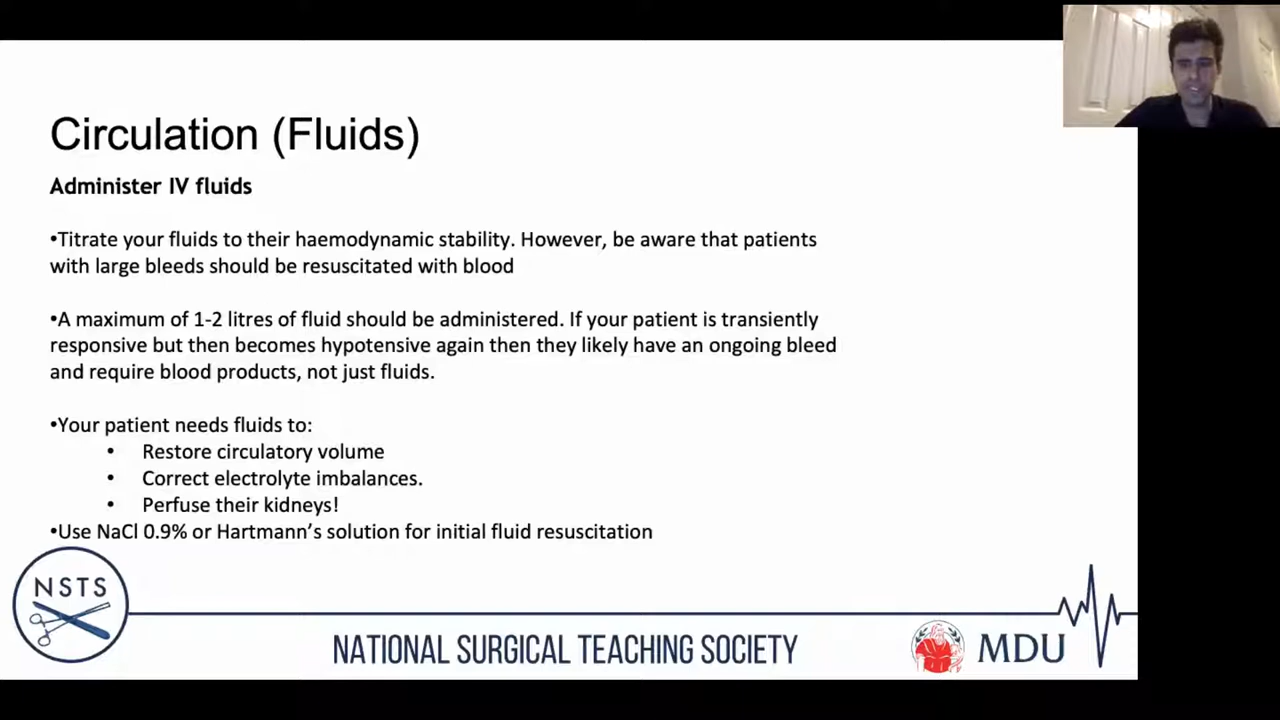 Circulation (Fluids)
Administer IV fluids
•Titrate your fluids to their haemodynamic stability. However, be aware that patients
with large bleeds should be resuscitated with blood
•A maximum of 1-2 litres of fluid should be administered. If your patient is transiently
responsive but then becomes hypotensive again then they likely have an ongoing bleed
and require blood products, not just fluids.
•Your patient needs fluids to:
• Restore circulatory volume
• Correct electrolyte imbalances.
• Perfuse their kidneys!
•Use NaCl 0.9% or Hartmann’s solution for initial fluid resuscitation
NSTS
NATIONAL SURGICAL TEACHING SOCIETY
MDU